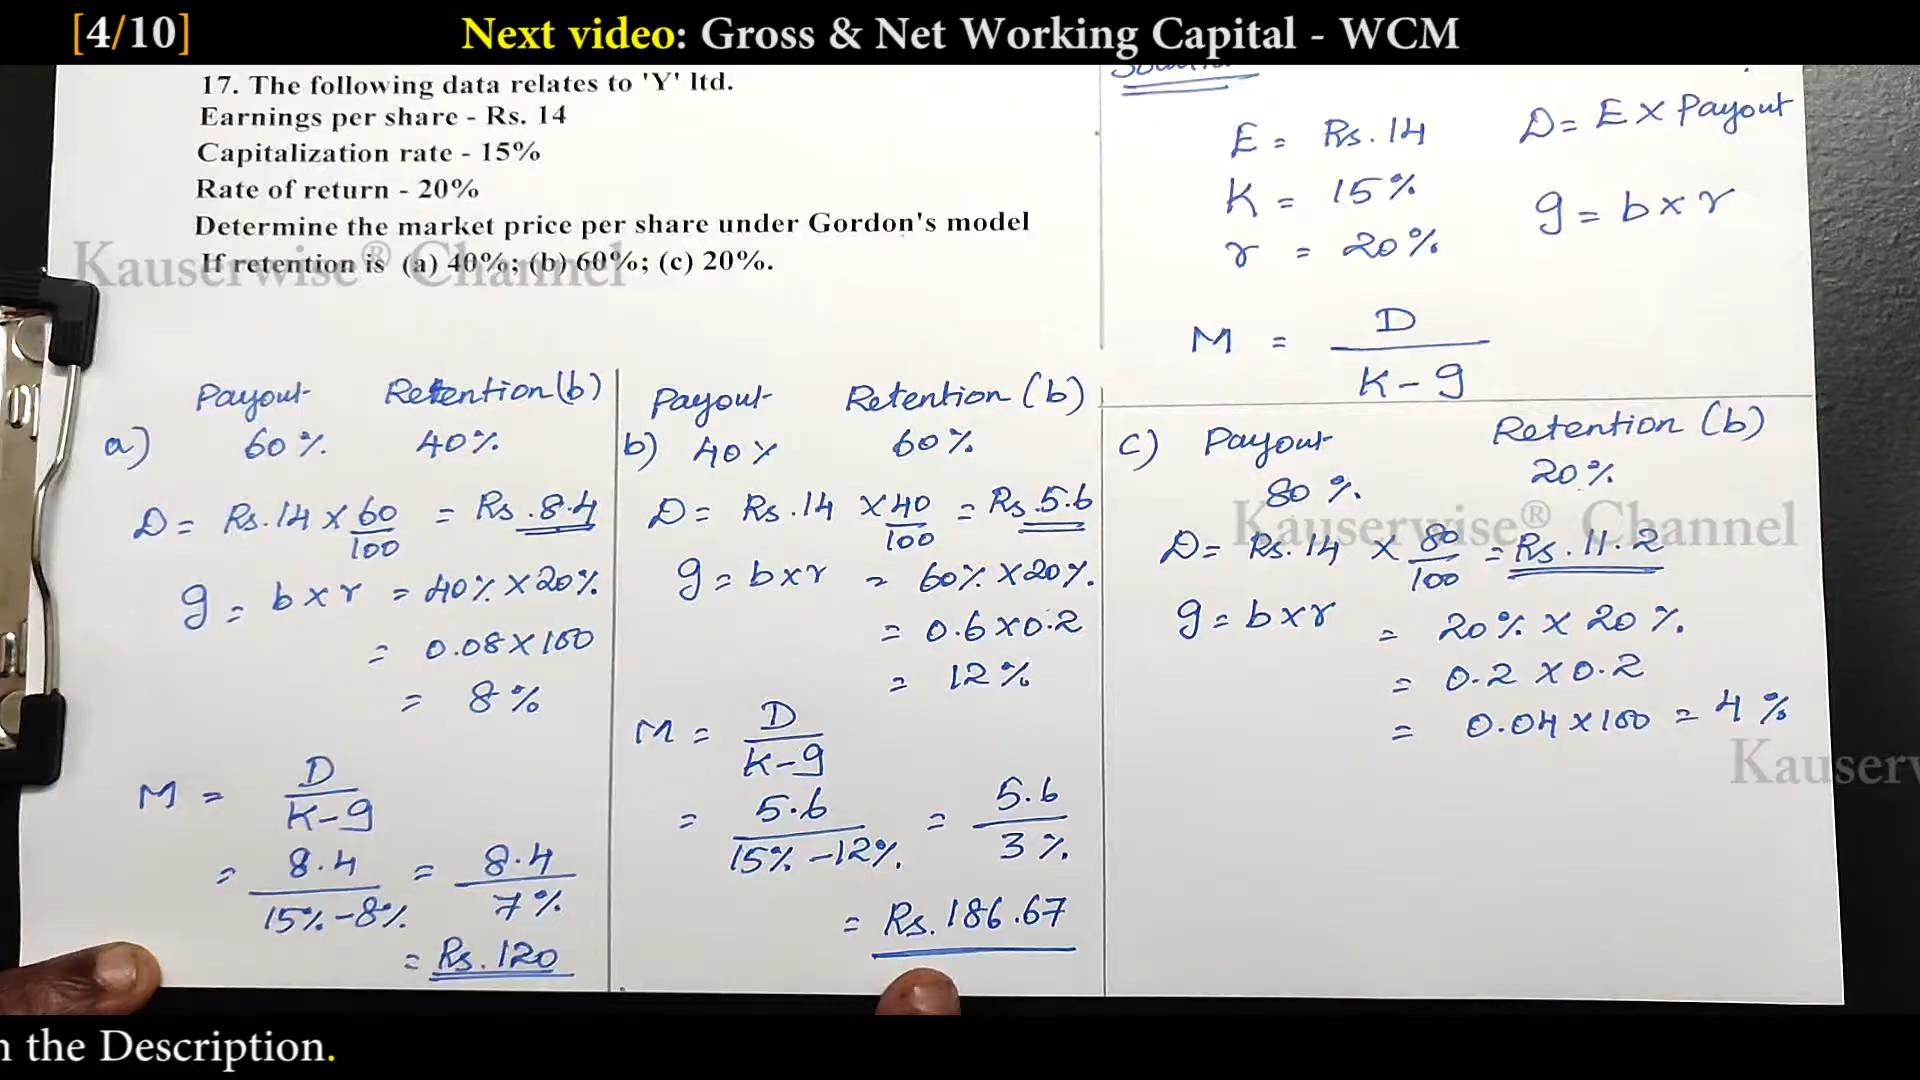 [4/10]
Next video: Gross & Net Working Capital - WCM
17. The following data relates to 'Y' ltd.
Earnings per share - Rs. 14
Capitalization rate - 15%
Rate of return - 20%
Determine the market price per share under Gordon's model
If retention is (a) 40%; (b) 60%; (c) 20%.
Kauserwise® Channel
E = Rs. 14
D = E X Payout
K = 15%
g = b x r
r = 20%
M = D / K - g
Payout Retention (b)
a) 60% 40%
D = Rs. 14 x 60/100 = Rs. 8.4
g = b x r = 40% x 20%
= 0.08 x 100
= 8%
M = D / K - g
= 8.4 / 15% - 8% = 8.4 / 7%
= Rs. 120
Payout Retention (b)
b) 40% 60%
D = Rs. 14 x 40/100 = Rs. 5.6
g = b x r = 60% x 20%.
= 0.6 x 0.2
= 12%
M = D / K - g
= 5.6 / 15% - 12% = 5.6 / 3%
= Rs. 186.67
c) Payout Retention (b)
80% 20%
Kauserwise® Channel
D = Rs. 14 x 80/100 = Rs. 11.2
g = b x r = 20% x 20%
= 0.2 x 0.2
= 0.04 x 100 = 4%
Kauserw
the Description.